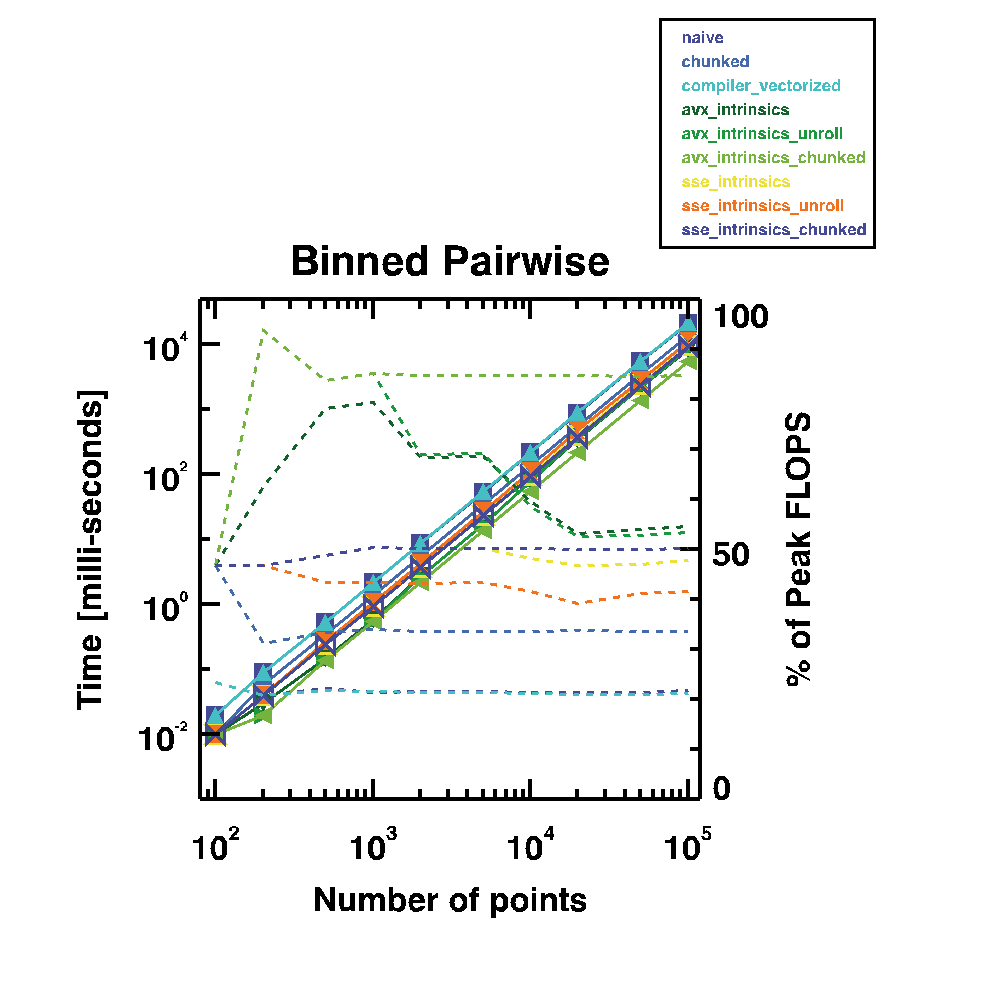 naive
chunked
compiler_vectorized
avx_intrinsics
avx_intrinsics_unroll
avx_intrinsics_chunked
sse_intrinsics
sse_intrinsics_unroll
sse_intrinsics_chunked
Binned Pairwise
Time [milli-seconds]
10^4
10^2
10^0
10^-2
100
50
0
% of Peak FLOPS
10^2 10^3 10^4 10^5
Number of points